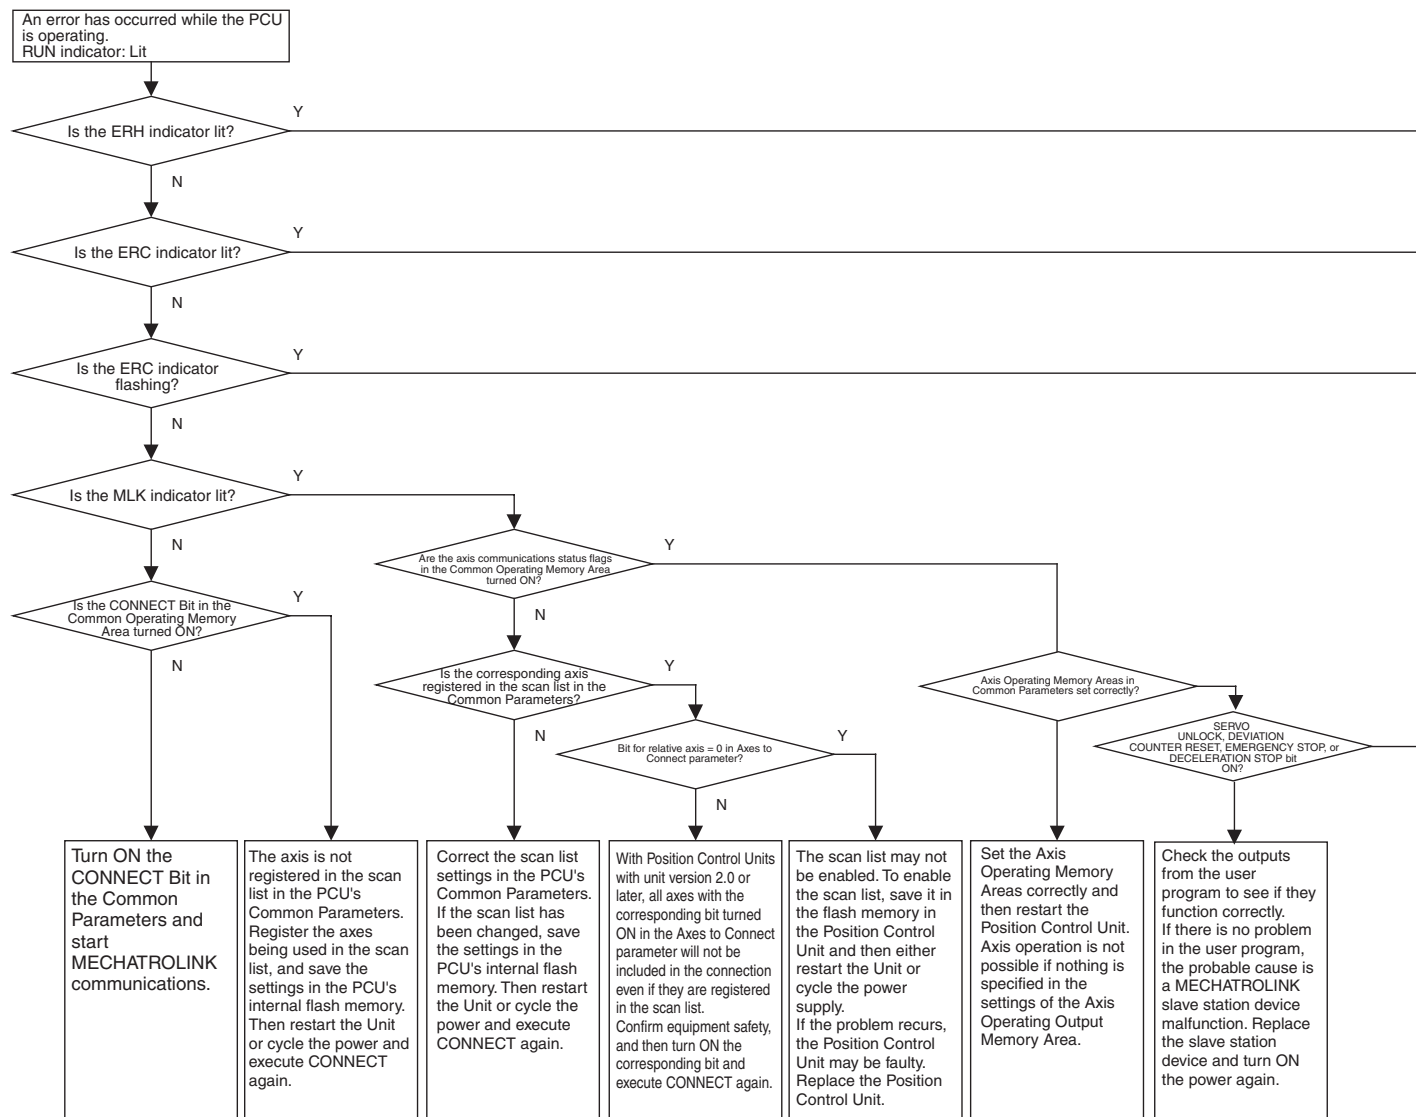 An error has occurred while the PCU
is operating.
RUN indicator: Lit
Y
Is the ERH indicator lit?
N
Y
Is the ERC indicator lit?
N
Y
Is the ERC indicator
flashing?
N
Y
Is the MLK indicator lit?
N
Y
Are the axis communications status flags
in the Common Operating Memory Area
turned ON?
N
Y
Is the CONNECT Bit in the
Common Operating Memory
Area turned ON?
N
Y
Is the corresponding axis
registered in the scan list in the
Common Parameters?
N
Axis Operating Memory Areas in
Common Parameters set correctly?
Y
Bit for relative axis = 0 in Axes to
Connect parameter?
N
SERVO
UNLOCK, DEVIATION
COUNTER RESET, EMERGENCY STOP, or
DECELERATION STOP bit
ON?
Turn ON the
CONNECT Bit in
the Common
Parameters and
start
MECHATROLINK
communications.
The axis is not
registered in the scan
list in the PCU's
Common Parameters.
Register the axes
being used in the scan
list, and save the
settings in the PCU's
internal flash memory.
Then restart the Unit
or cycle the power and
execute CONNECT
again.
Correct the scan list
settings in the PCU's
Common Parameters.
If the scan list has
been changed, save
the settings in the
PCU's internal flash
memory. Then restart
the Unit or cycle the
power and execute
CONNECT again.
With Position Control Units
with unit version 2.0 or
later, all axes with the
corresponding bit turned
ON in the Axes to Connect
parameter will not be
included in the connection
even if they are registered
in the scan list.
Confirm equipment safety,
and then turn ON the
corresponding bit and
execute CONNECT again.
The scan list may not
be enabled. To enable
the scan list, save it in
the flash memory in
the Position Control
Unit and then either
restart the Unit or
cycle the power
supply.
If the problem recurs,
the Position Control
Unit may be faulty.
Replace the Position
Control Unit.
Set the Axis
Operating Memory
Areas correctly and
then restart the
Position Control Unit.
Axis operation is not
possible if nothing is
specified in the
settings of the Axis
Operating Output
Memory Area.
Check the outputs
from the user
program to see if they
function correctly.
If there is no problem
in the user program,
the probable cause is
a MECHATROLINK
slave station device
malfunction. Replace
the slave station
device and turn ON
the power again.